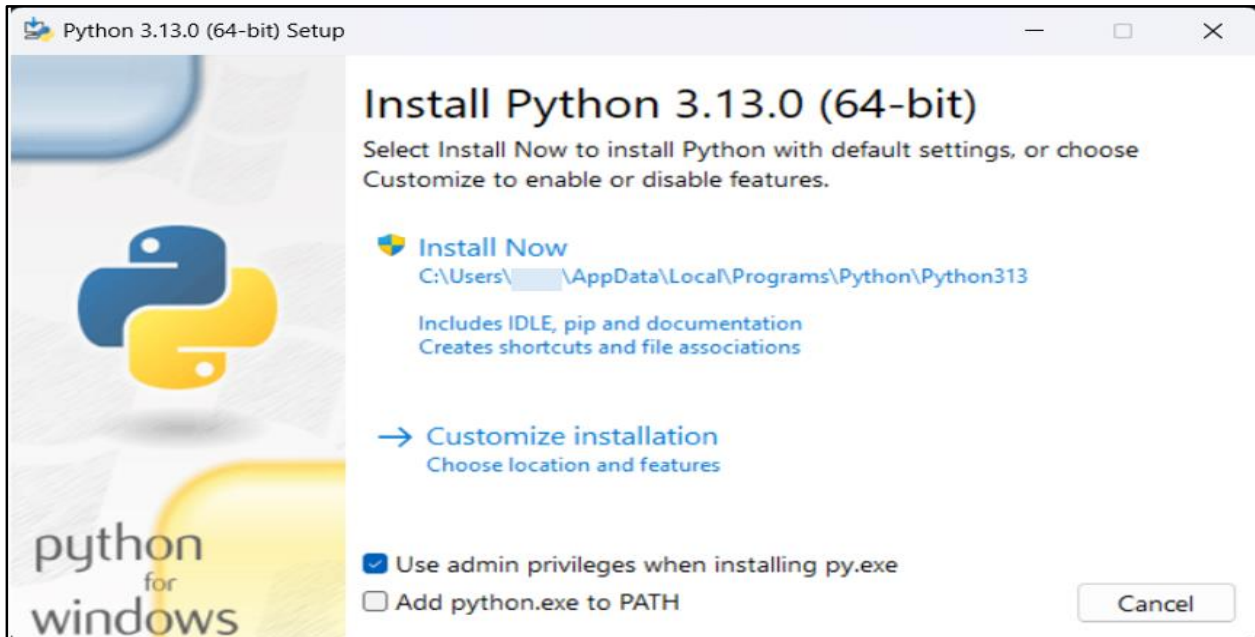 Python 3.13.0 (64-bit) Setup
Install Python 3.13.0 (64-bit)
Select Install Now to install Python with default settings, or choose
Customize to enable or disable features.
Install Now
C:\Users\ \AppData\Local\Programs\Python\Python313
Includes IDLE, pip and documentation
Creates shortcuts and file associations
Customize installation
Choose location and features
python
for
windows
Use admin privileges when installing py.exe
Add python.exe to PATH
Cancel